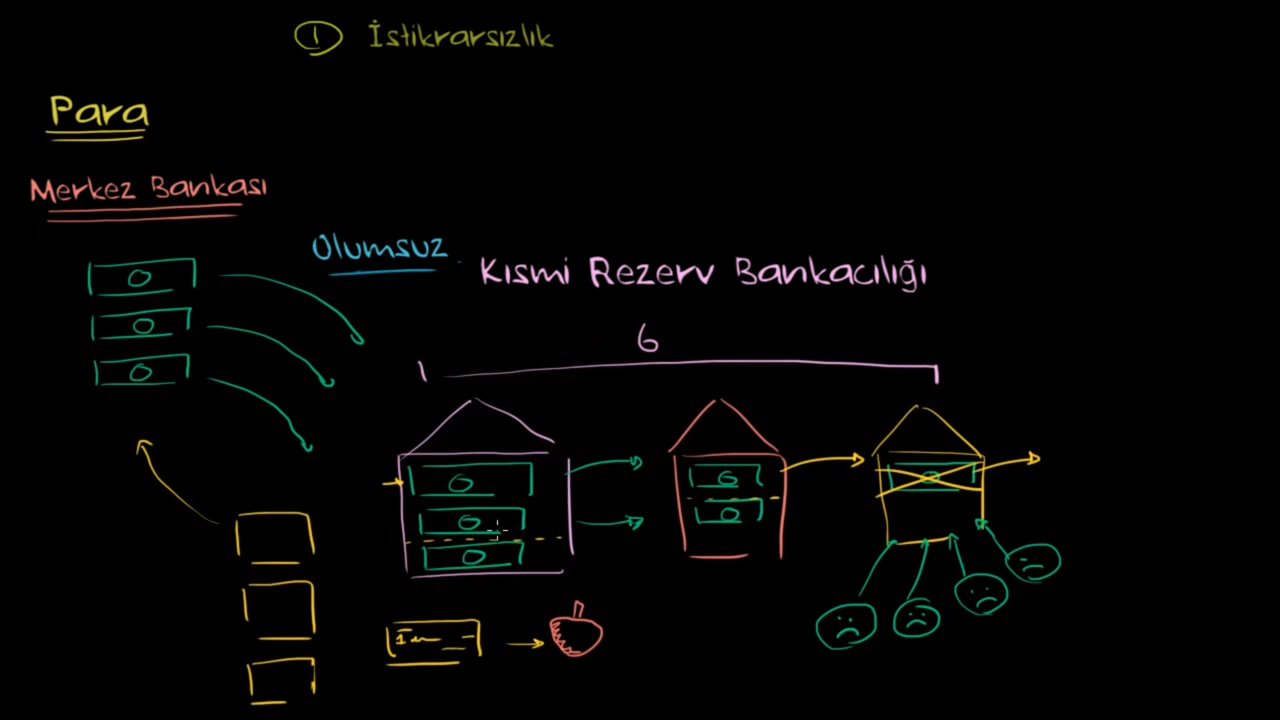 1 İstikrarsızlık
Para
Merkez Bankası
Olumsuz
Kısmi Rezerv Bankacılığı
6